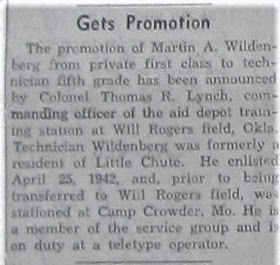 Gets Promotion
The promotion of Martin A. Wilden-
berg from private first class to tech-
nician fifth grade has been announced
by Colonel Thomas R. Lynch, com-
manding officer of the aid depot train-
ing station at Will Rogers field, Okla.
Technician Wildenberg was formerly a
resident of Little Chute. He enlisted
April 25, 1942, and, prior to being
transferred to Will Rogers field, was
stationed at Camp Crowder, Mo. He is
a member of the service group and is
on duty at a teletype operator.